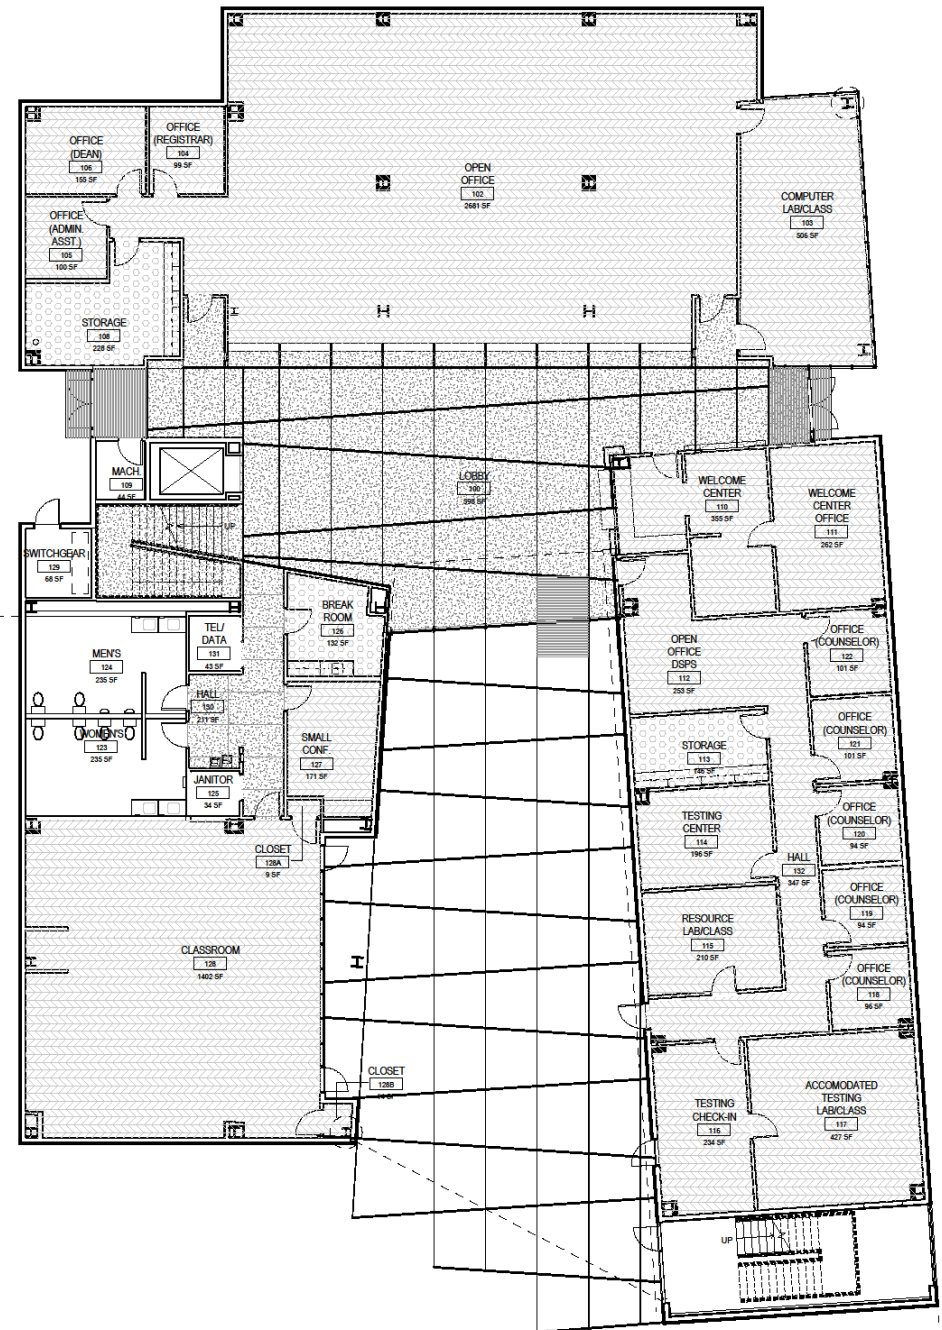 OFFICE
(DEAN)
106
155 SF
OFFICE
(REGISTRAR)
104
99 SF
OPEN
OFFICE
102
2681 SF
COMPUTER
LAB/CLASS
103
506 SF
OFFICE
(ADMIN.
ASST.)
105
100 SF
STORAGE
108
228 SF
MACH.
109
44 SF
LOBBY
100
UP
WELCOME
CENTER
110
355 SF
WELCOME
CENTER
OFFICE
111
262 SF
SWITCHGEAR
129
68 SF
BREAK
ROOM
126
132 SF
TEL/
DATA
131
43 SF
MEN'S
124
235 SF
HALL
130
211 SF
WOMEN'S
123
235 SF
SMALL
CONF.
127
171 SF
JANITOR
125
34 SF
OPEN
OFFICE
DSPS
112
253 SF
OFFICE
(COUNSELOR)
122
101 SF
OFFICE
(COUNSELOR)
121
101 SF
STORAGE
113
146 SF
TESTING
CENTER
114
196 SF
OFFICE
(COUNSELOR)
120
94 SF
HALL
132
347 SF
CLOSET
128A
9 SF
OFFICE
(COUNSELOR)
119
94 SF
RESOURCE
LAB/CLASS
115
210 SF
CLASSROOM
128
1402 SF
OFFICE
(COUNSELOR)
118
96 SF
CLOSET
128B
TESTING
CHECK-IN
116
234 SF
ACCOMODATED
TESTING
LAB/CLASS
117
427 SF
UP